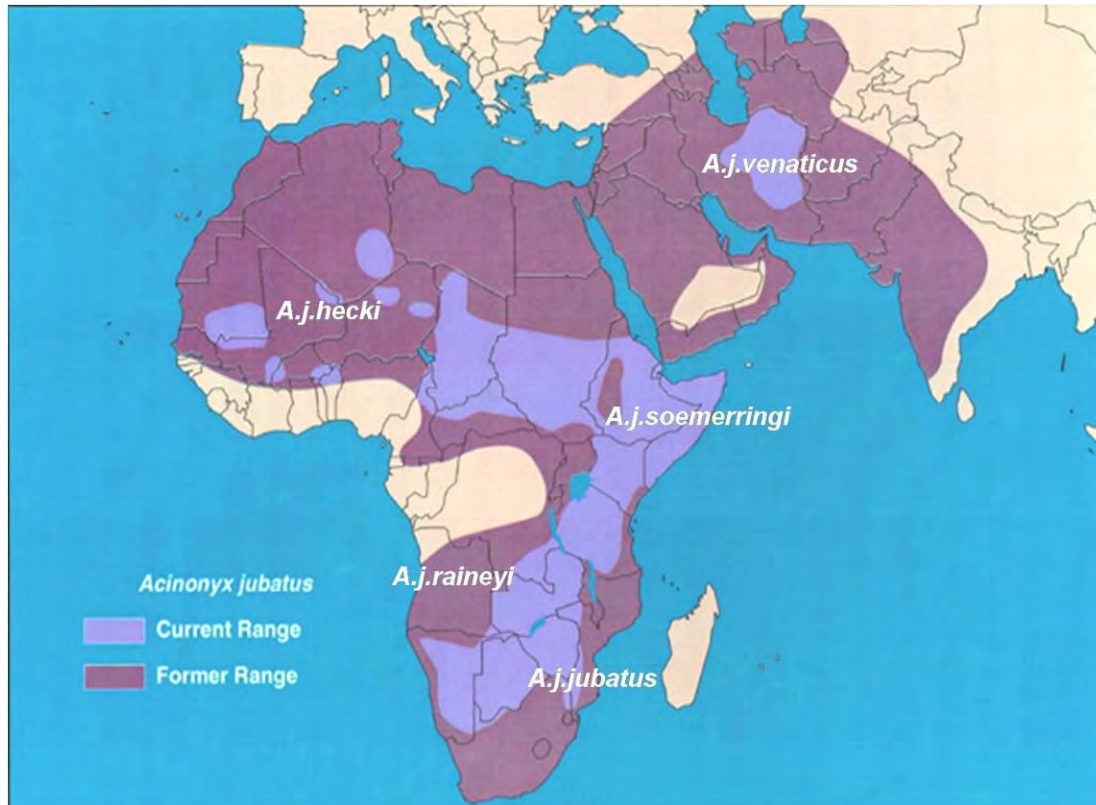 A.j.venaticus
A.j.hecki
A.j.soemerringi
A.j.raineyi
A.j.jubatus
Acinonyx jubatus
Current Range
Former Range